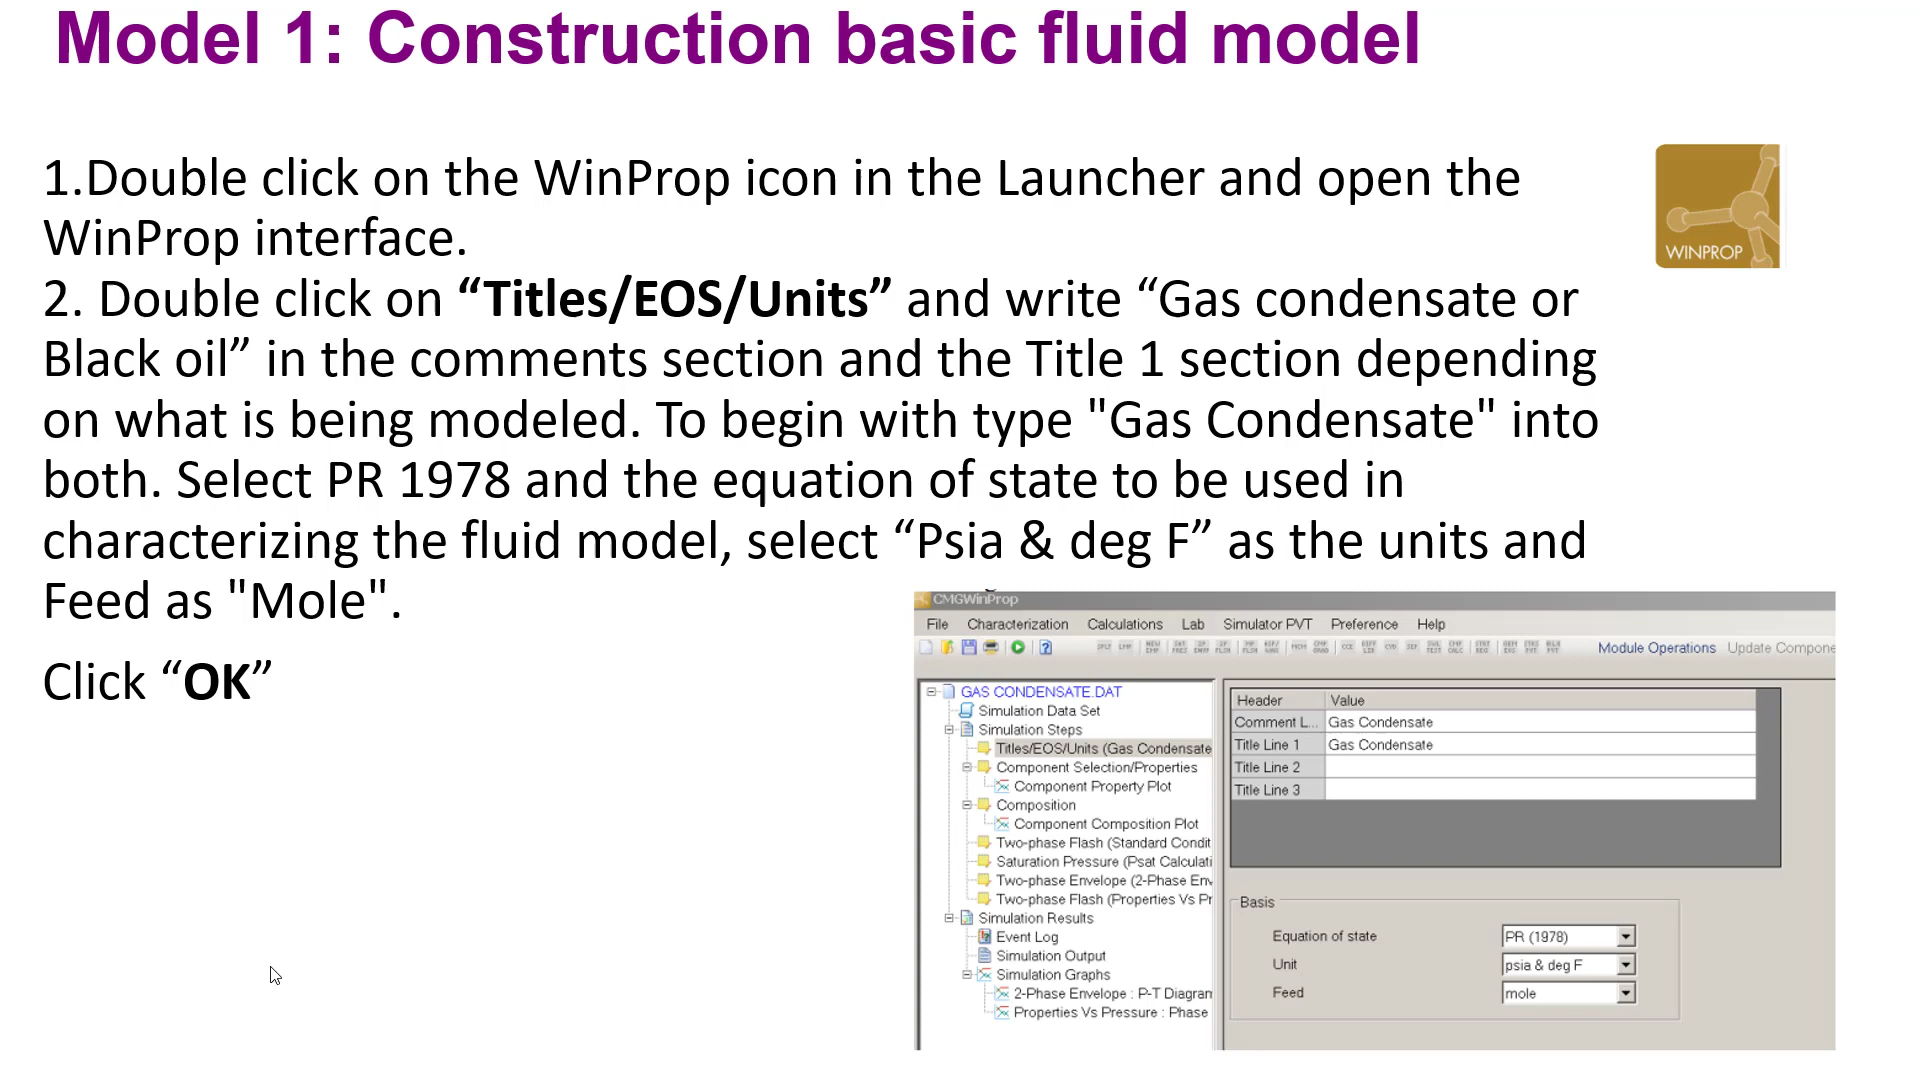 Model 1: Construction basic fluid model
1.Double click on the WinProp icon in the Launcher and open the
WinProp interface.
WINPROP
2. Double click on “Titles/EOS/Units” and write “Gas condensate or
Black oil” in the comments section and the Title 1 section depending
on what is being modeled. To begin with type "Gas Condensate" into
both. Select PR 1978 and the equation of state to be used in
characterizing the fluid model, select “Psia & deg F” as the units and
Feed as "Mole".
Click “OK”
CMGWinProp
File Characterization Calculations Lab Simulator PVT Preference Help
Module Operations Update Compone
GAS CONDENSATE.DAT
Simulation Data Set
Simulation Steps
Titles/EOS/Units (Gas Condensate
Component Selection/Properties
Component Property Plot
Composition
Component Composition Plot
Two-phase Flash (Standard Condit
Saturation Pressure (Psat Calculati
Two-phase Envelope (2-Phase Env
Two-phase Flash (Properties Vs Pr
Simulation Results
Event Log
Simulation Output
Simulation Graphs
2-Phase Envelope : P-T Diagram
Properties Vs Pressure : Phase
Header Value
Comment L... Gas Condensate
Title Line 1 Gas Condensate
Title Line 2
Title Line 3
Basis
Equation of state PR (1978)
Unit psia & deg F
Feed mole